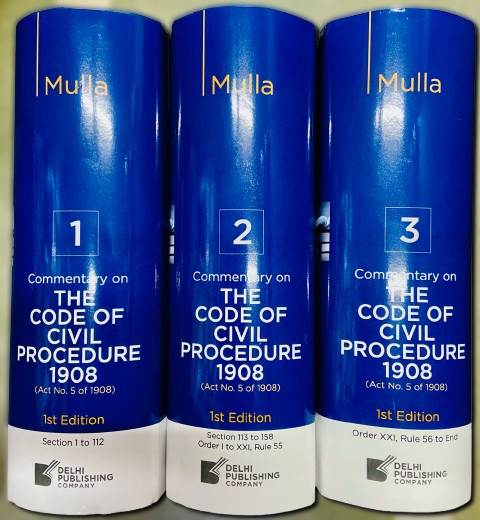 Mulla
1
Commentary on
THE
CODE OF
CIVIL
PROCEDURE
1908
(Act No. 5 of 1908)
1st Edition
Section 1 to 112
DELHI
PUBLISHING
COMPANY
Mulla
2
Commentary on
THE
CODE OF
CIVIL
PROCEDURE
1908
(Act No. 5 of 1908)
1st Edition
Section 113 to 158
Order I to XXI, Rule 55
DELHI
PUBLISHING
COMPANY
Mulla
3
Commentary on
THE
CODE OF
CIVIL
PROCEDURE
1908
(Act No. 5 of 1908)
1st Edition
Order XXI, Rule 56 to End
DELHI
PUBLISHING
COMPANY